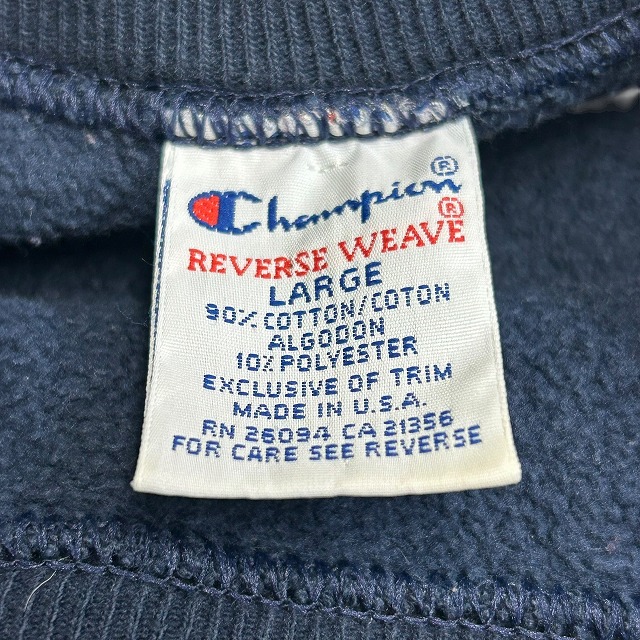 Champion®
REVERSE WEAVE®
LARGE
90% COTTON/COTON
ALGODON
10% POLYESTER
EXCLUSIVE OF TRIM
MADE IN U.S.A.
RN 26094 CA 31356
FOR CARE SEE REVERSE